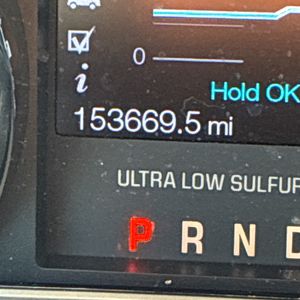 0
Hold OK
i
153669.5 mi
ULTRA LOW SULFUR
P R N D